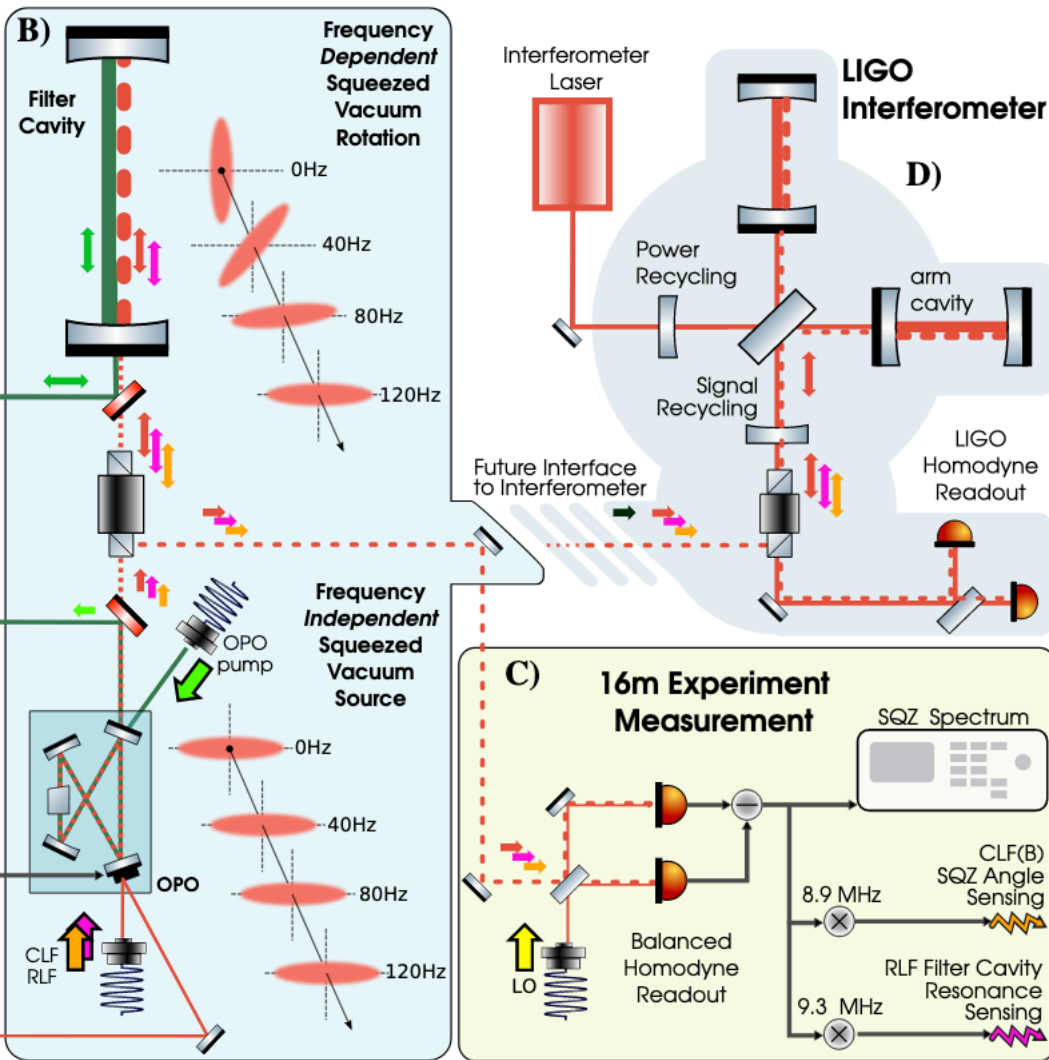 B)
Frequency
Dependent
Squeezed
Vacuum
Rotation
Filter
Cavity
0Hz
40Hz
80Hz
120Hz
Frequency
Independent
Squeezed
Vacuum
Source
OPO
pump
0Hz
40Hz
80Hz
120Hz
OPO
CLF
RLF
Interferometer
Laser
LIGO
Interferometer
D)
Power
Recycling
arm
cavity
Signal
Recycling
LIGO
Homodyne
Readout
Future Interface
to Interferometer
C)
16m Experiment
Measurement
SQZ Spectrum
LO
Balanced
Homodyne
Readout
8.9 MHz
CLF(B)
SQZ Angle
Sensing
9.3 MHz
RLF Filter Cavity
Resonance
Sensing